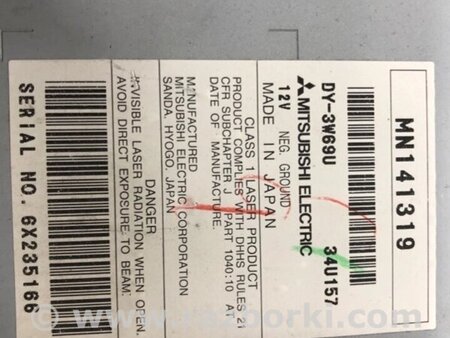 MN141319
DY-3W69U 34U157
MITSUBISHI ELECTRIC
12V NEG GROUND
MADE IN JAPAN
CLASS 1 LASER PRODUCT
PRODUCT COMPLIES WITH DHHS RULES 21
CFR SUBCHAPTER J PART 1040:10 AT
DATE OF MANUFACTURE.
MANUFACTURED
MITSUBISHI ELECTRIC CORPORATION
SANDA, HYOGO, JAPAN
DANGER
INVISIBLE LASER RADIATION WHEN OPEN.
AVOID DIRECT EXPOSURE TO BEAM.
SERIAL NO. 6X235166